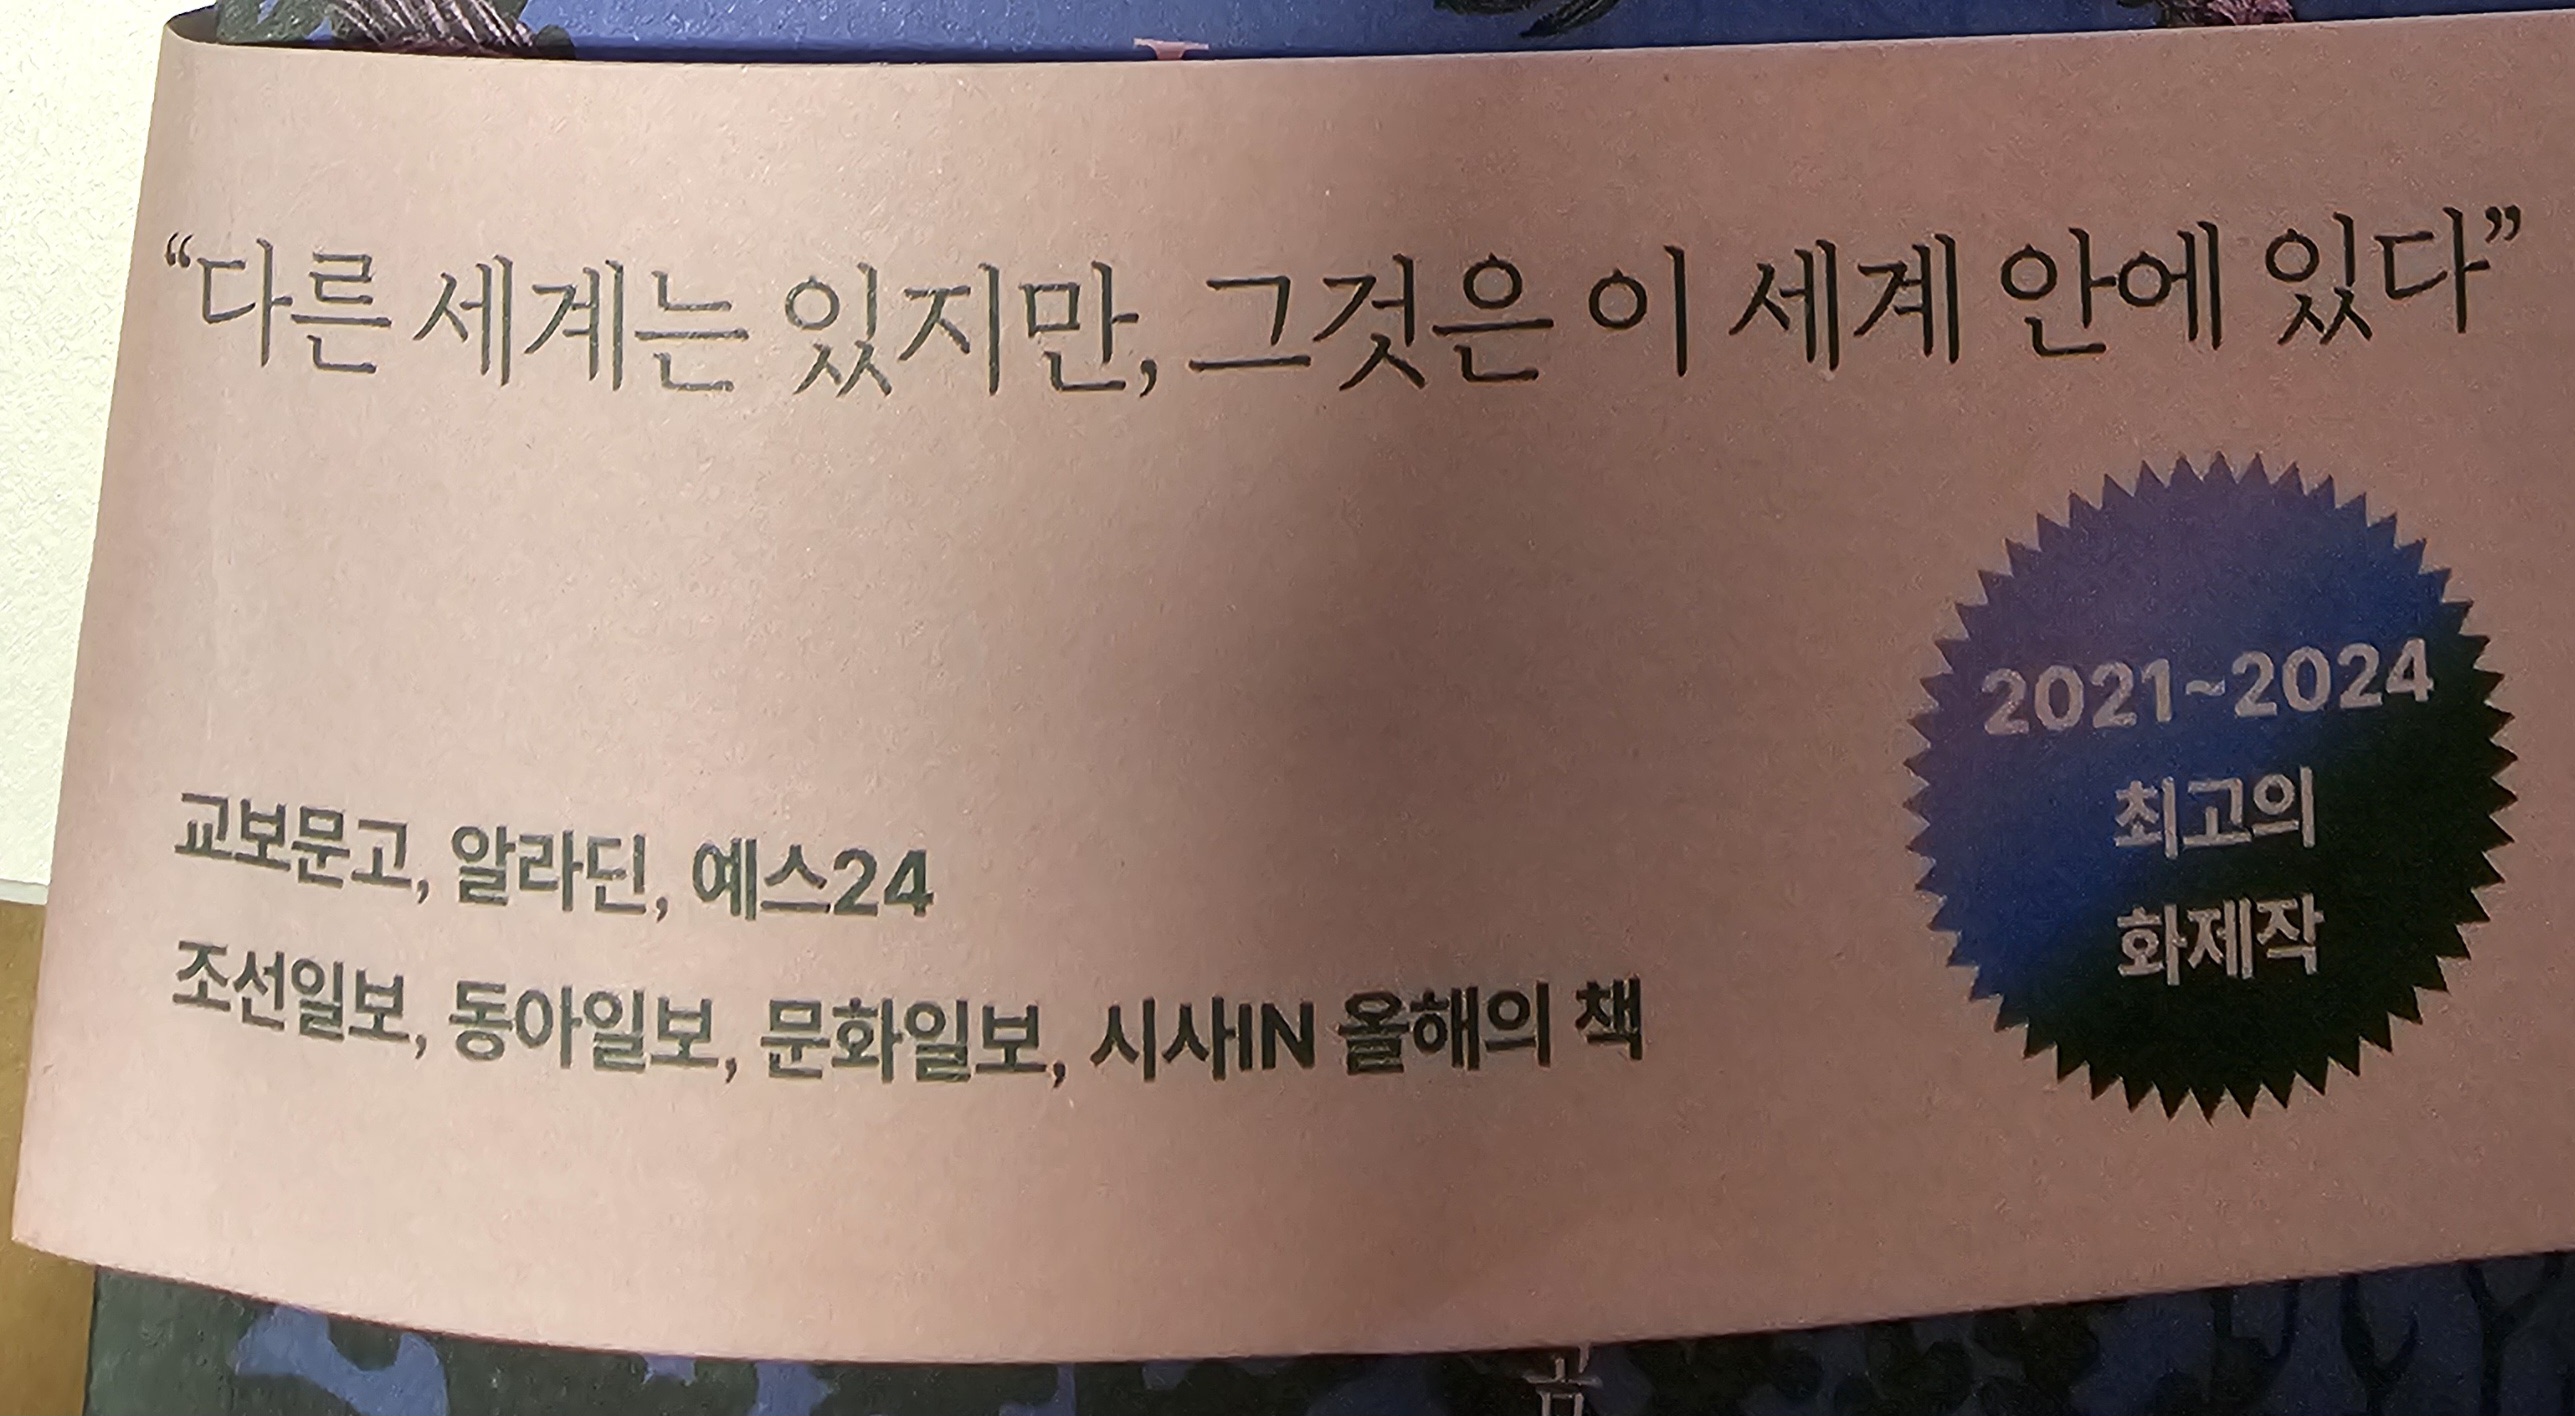 “다른 세계는 있지만, 그것은 이 세계 안에 있다”
2021~2024
최고의
화제작
교보문고, 알라딘, 예스24
조선일보, 동아일보, 문화일보, 시사IN 올해의 책